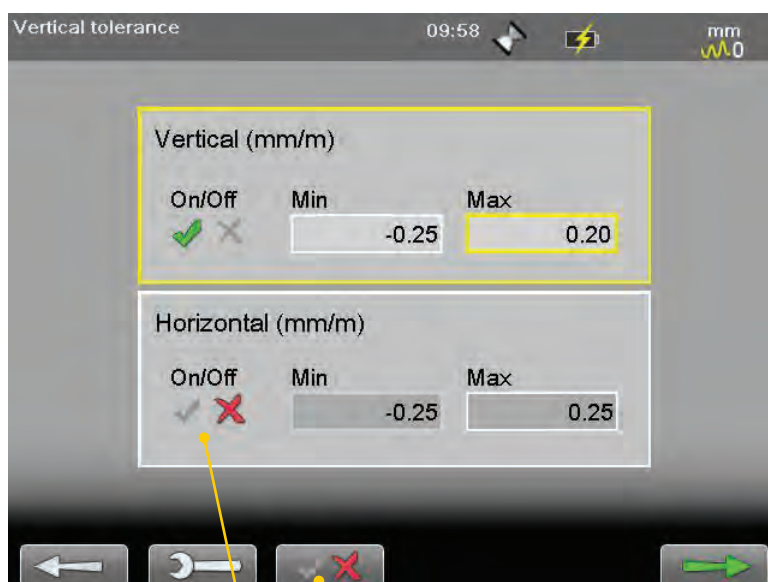 Vertical tolerance 09:58 mm
0
Vertical (mm/m)
On/Off Min Max
-0.25 0.20
Horizontal (mm/m)
On/Off Min Max
-0.25 0.25